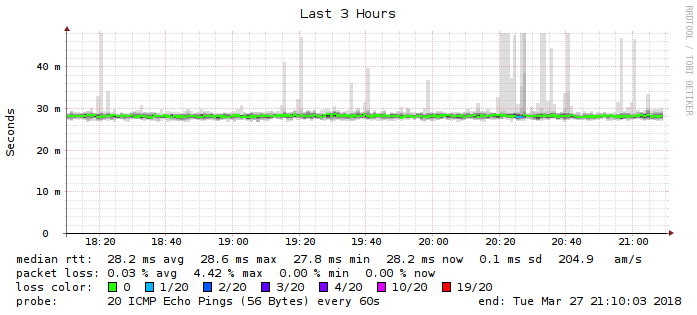 Last 3 Hours
RRDTOOL / TOBI OETIKER
Seconds
40 m
30 m
20 m
10 m
0
18:20 18:40 19:00 19:20 19:40 20:00 20:20 20:40 21:00
median rtt: 28.2 ms avg 28.6 ms max 27.8 ms min 28.2 ms now 0.1 ms sd 204.9 am/s
packet loss: 0.03 % avg 4.42 % max 0.00 % min 0.00 % now
loss color: 0 1/20 2/20 3/20 4/20 10/20 19/20
probe: 20 ICMP Echo Pings (56 Bytes) every 60s end: Tue Mar 27 21:10:03 2018